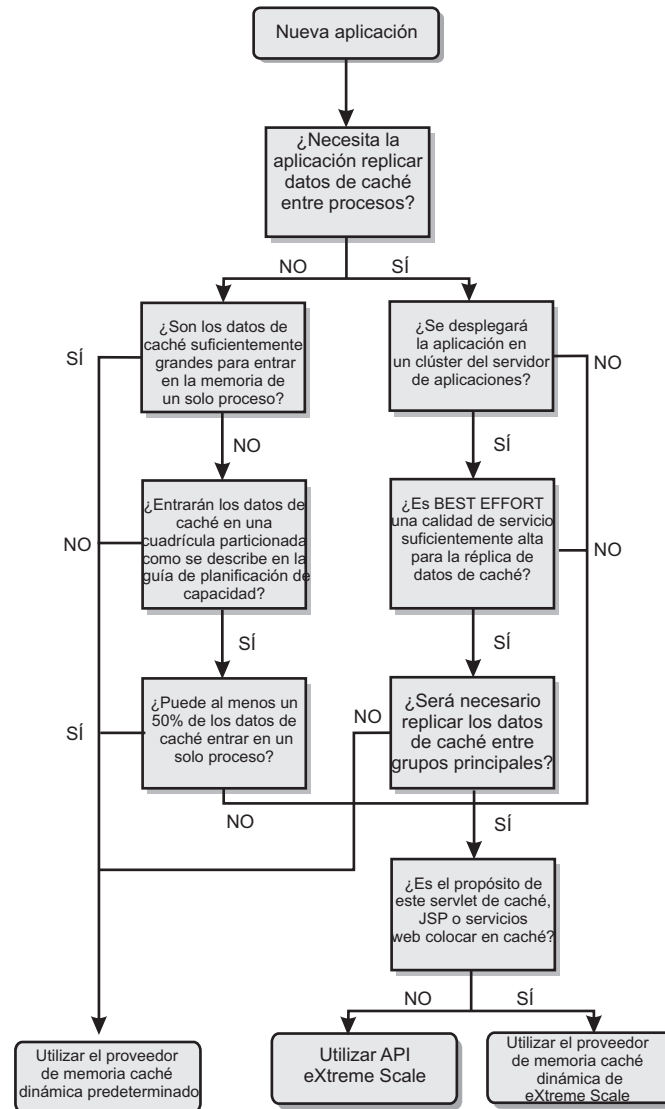 Nueva aplicación
¿Necesita la
aplicación replicar
datos de caché
entre procesos?
NO
SÍ
¿Son los datos de
caché suficientemente
grandes para entrar
en la memoria de
un solo proceso?
¿Se desplegará
la aplicación en
un clúster del servidor
de aplicaciones?
SÍ
NO
NO
SÍ
¿Entrarán los datos de
caché en una
cuadrícula particionada
como se describe en la
guía de planificación de
capacidad?
¿Es BEST EFFORT
una calidad de servicio
suficientemente alta
para la réplica de
datos de caché?
NO
NO
SÍ
SÍ
¿Puede al menos un
50% de los datos de
caché entrar en un
solo proceso?
¿Será necesario
replicar los datos
de caché entre
grupos principales?
SÍ
NO
NO
SÍ
¿Es el propósito de
este servlet de caché,
JSP o servicios
web colocar en caché?
NO
SÍ
Utilizar el proveedor
de memoria caché
dinámica predeterminado
Utilizar API
eXtreme Scale
Utilizar el proveedor
de memoria caché
dinámica de
eXtreme Scale